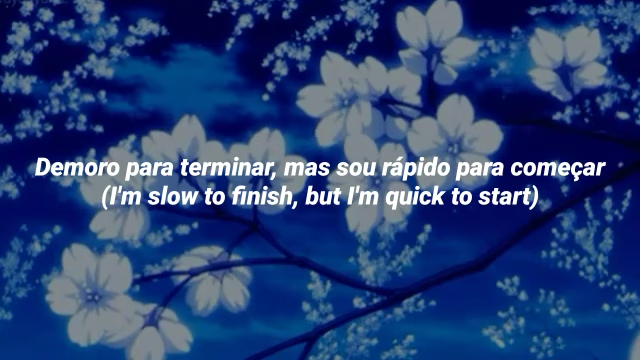 Demoro para terminar, mas sou rápido para começar
(I'm slow to finish, but I'm quick to start)